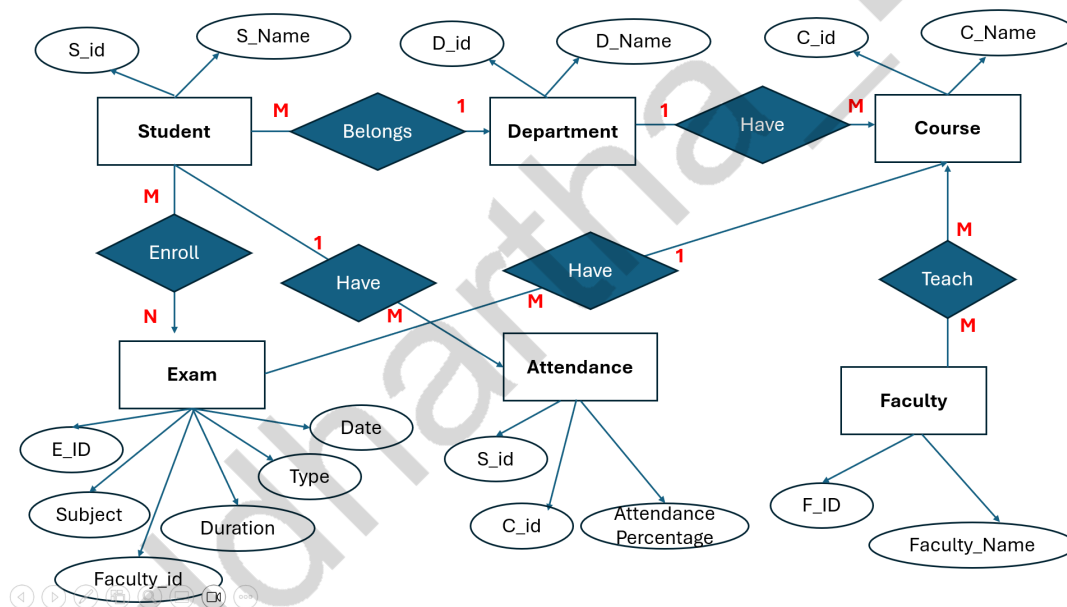 S_id
S_Name
D_id
D_Name
C_id
C_Name
Student
M
Belongs
1
Department
1
Have
M
Course
M
Enroll
N
1
Have
M
Have
1
M
M
Teach
M
Exam
Attendance
Faculty
E_ID
Subject
Faculty_id
Duration
Type
Date
S_id
C_id
Attendance
Percentage
F_ID
Faculty_Name